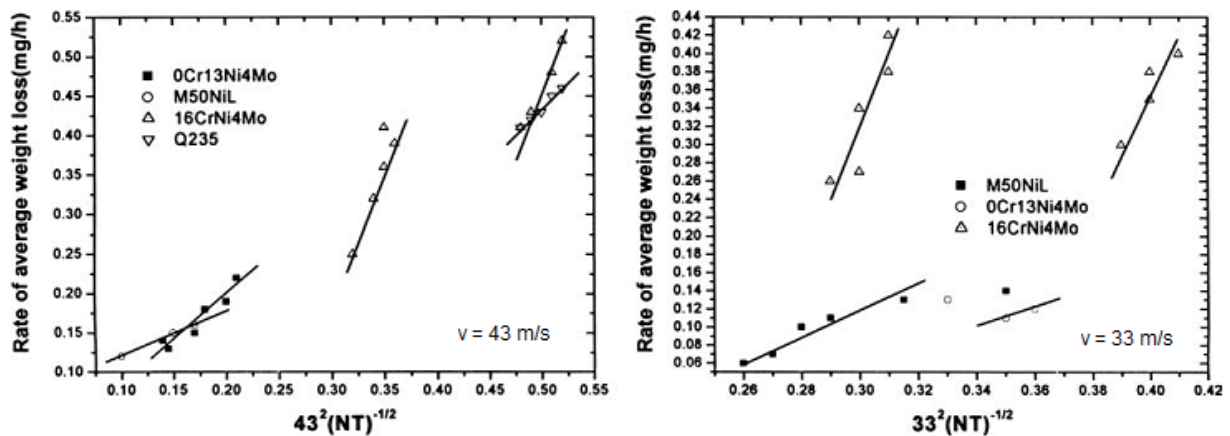 Rate of average weight loss(mg/h)
0.55
0.50
0.45
0.40
0.35
0.30
0.25
0.20
0.15
0.10
0Cr13Ni4Mo
M50NiL
16CrNi4Mo
Q235
v = 43 m/s
0.10 0.15 0.20 0.25 0.30 0.35 0.40 0.45 0.50 0.55
43²(NT)⁻¹/²
Rate of average weight loss(mg/h)
0.44
0.42
0.40
0.38
0.36
0.34
0.32
0.30
0.28
0.26
0.24
0.22
0.20
0.18
0.16
0.14
0.12
0.10
0.08
0.06
M50NiL
0Cr13Ni4Mo
16CrNi4Mo
v = 33 m/s
0.26 0.28 0.30 0.32 0.34 0.36 0.38 0.40 0.42
33²(NT)⁻¹/²